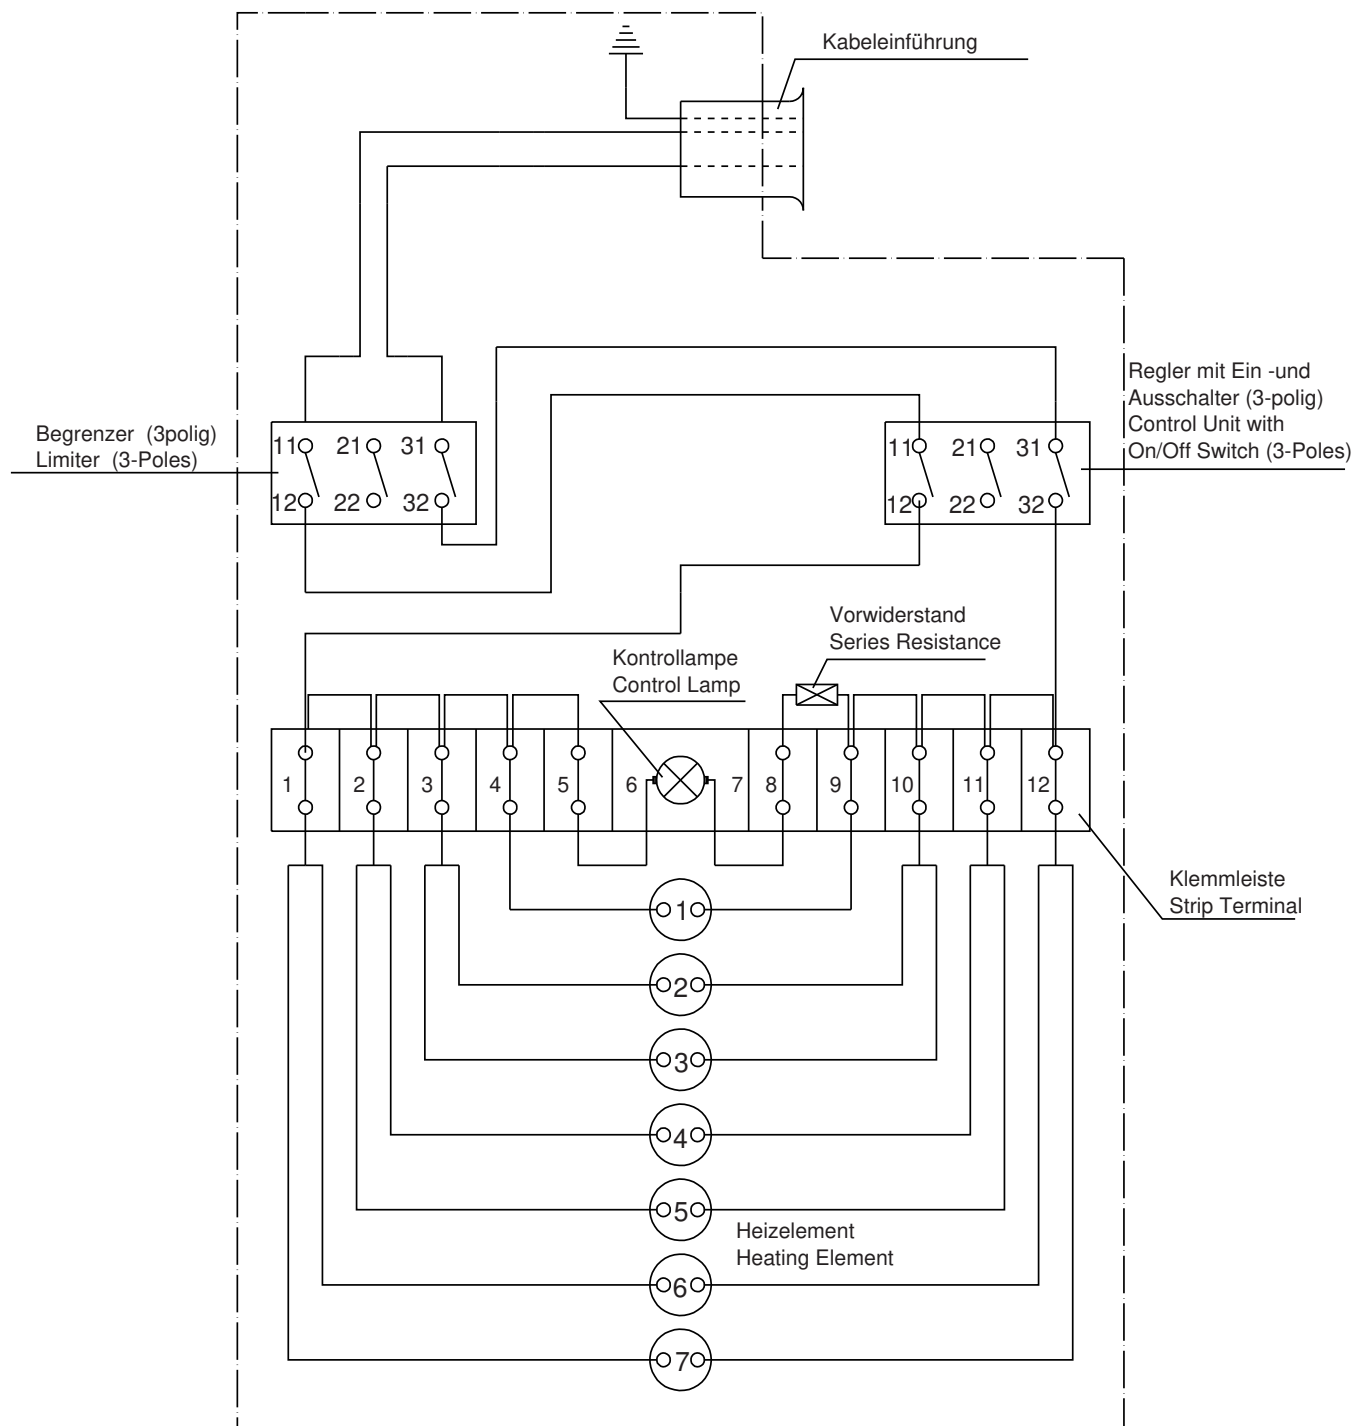 Kabeleinführung
Regler mit Ein -und
Ausschalter (3-polig)
Control Unit with
On/Off Switch (3-Poles)
Begrenzer (3polig)
Limiter (3-Poles)
11 21 31
12 22 32
11 21 31
12 22 32
Vorwiderstand
Series Resistance
Kontrollampe
Control Lamp
1 2 3 4 5 6 7 8 9 10 11 12
Klemmleiste
Strip Terminal
1
2
3
4
5
Heizelement
Heating Element
6
7